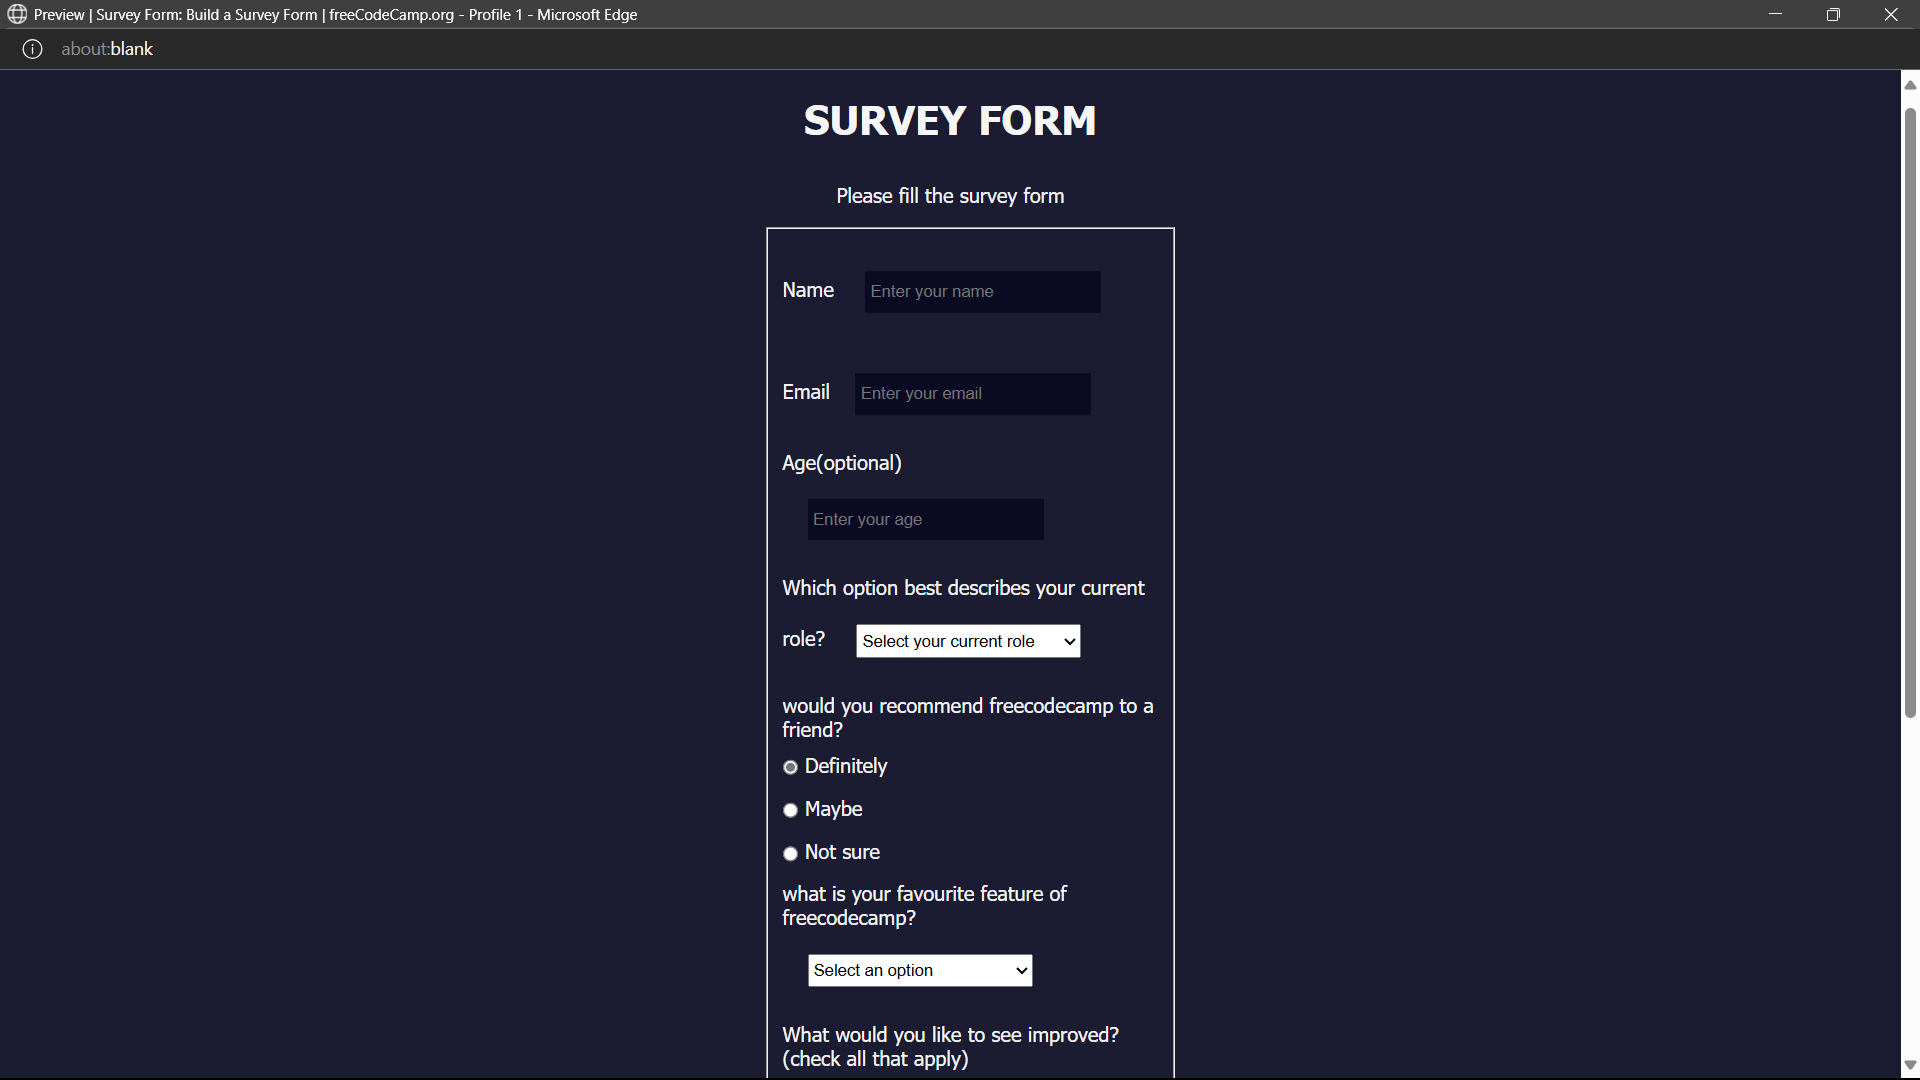 Preview | Survey Form: Build a Survey Form | freeCodeCamp.org - Profile 1 - Microsoft Edge
about:blank
SURVEY FORM
Please fill the survey form
Name Enter your name
Email Enter your email
Age(optional)
Enter your age
Which option best describes your current
role? Select your current role
would you recommend freecodecamp to a
friend?
Definitely
Maybe
Not sure
what is your favourite feature of
freecodecamp?
Select an option
What would you like to see improved?
(check all that apply)